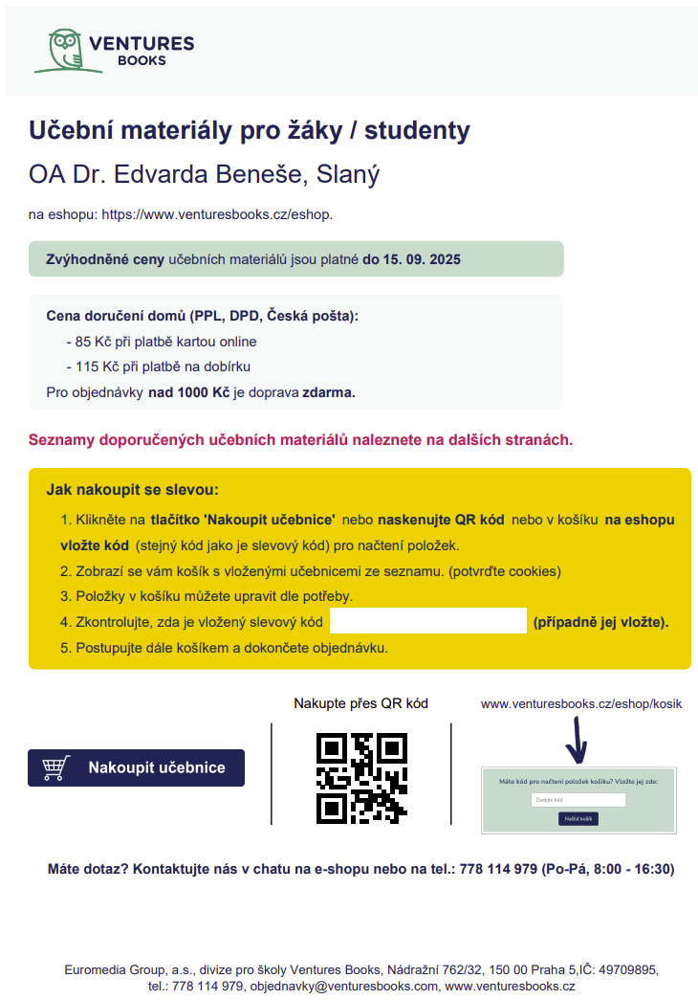 VENTURES
BOOKS
Učební materiály pro žáky / studenty
OA Dr. Edvarda Beneše, Slaný
na eshopu: https://www.venturesbooks.cz/eshop.
Zvýhodněné ceny učebních materiálů jsou platné do 15. 09. 2025
Cena doručení domů (PPL, DPD, Česká pošta):
- 85 Kč při platbě kartou online
- 115 Kč při platbě na dobírku
Pro objednávky nad 1000 Kč je doprava zdarma.
Seznamy doporučených učebních materiálů naleznete na dalších stranách.
Jak nakoupit se slevou:
1. Klikněte na tlačítko 'Nakoupit učebnice' nebo naskenujte QR kód nebo v košíku na eshopu
vložte kód (stejný kód jako je slevový kód) pro načtení položek.
2. Zobrazí se vám košík s vloženými učebnicemi ze seznamu. (potvrďte cookies)
3. Položky v košíku můžete upravit dle potřeby.
4. Zkontrolujte, zda je vložený slevový kód (případně jej vložte).
5. Postupujte dále košíkem a dokončete objednávku.
Nakupte přes QR kód
www.venturesbooks.cz/eshop/kosik
Nakoupit učebnice
Máte kód pro načtení položek košíku? Vložte jej zde:
Zadejte kód
Načíst košík
Máte dotaz? Kontaktujte nás v chatu na e-shopu nebo na tel.: 778 114 979 (Po-Pá, 8:00 - 16:30)
Euromedia Group, a.s., divize pro školy Ventures Books, Nádražní 762/32, 150 00 Praha 5,IČ: 49709895,
tel.: 778 114 979, objednavky@venturesbooks.com, www.venturesbooks.cz